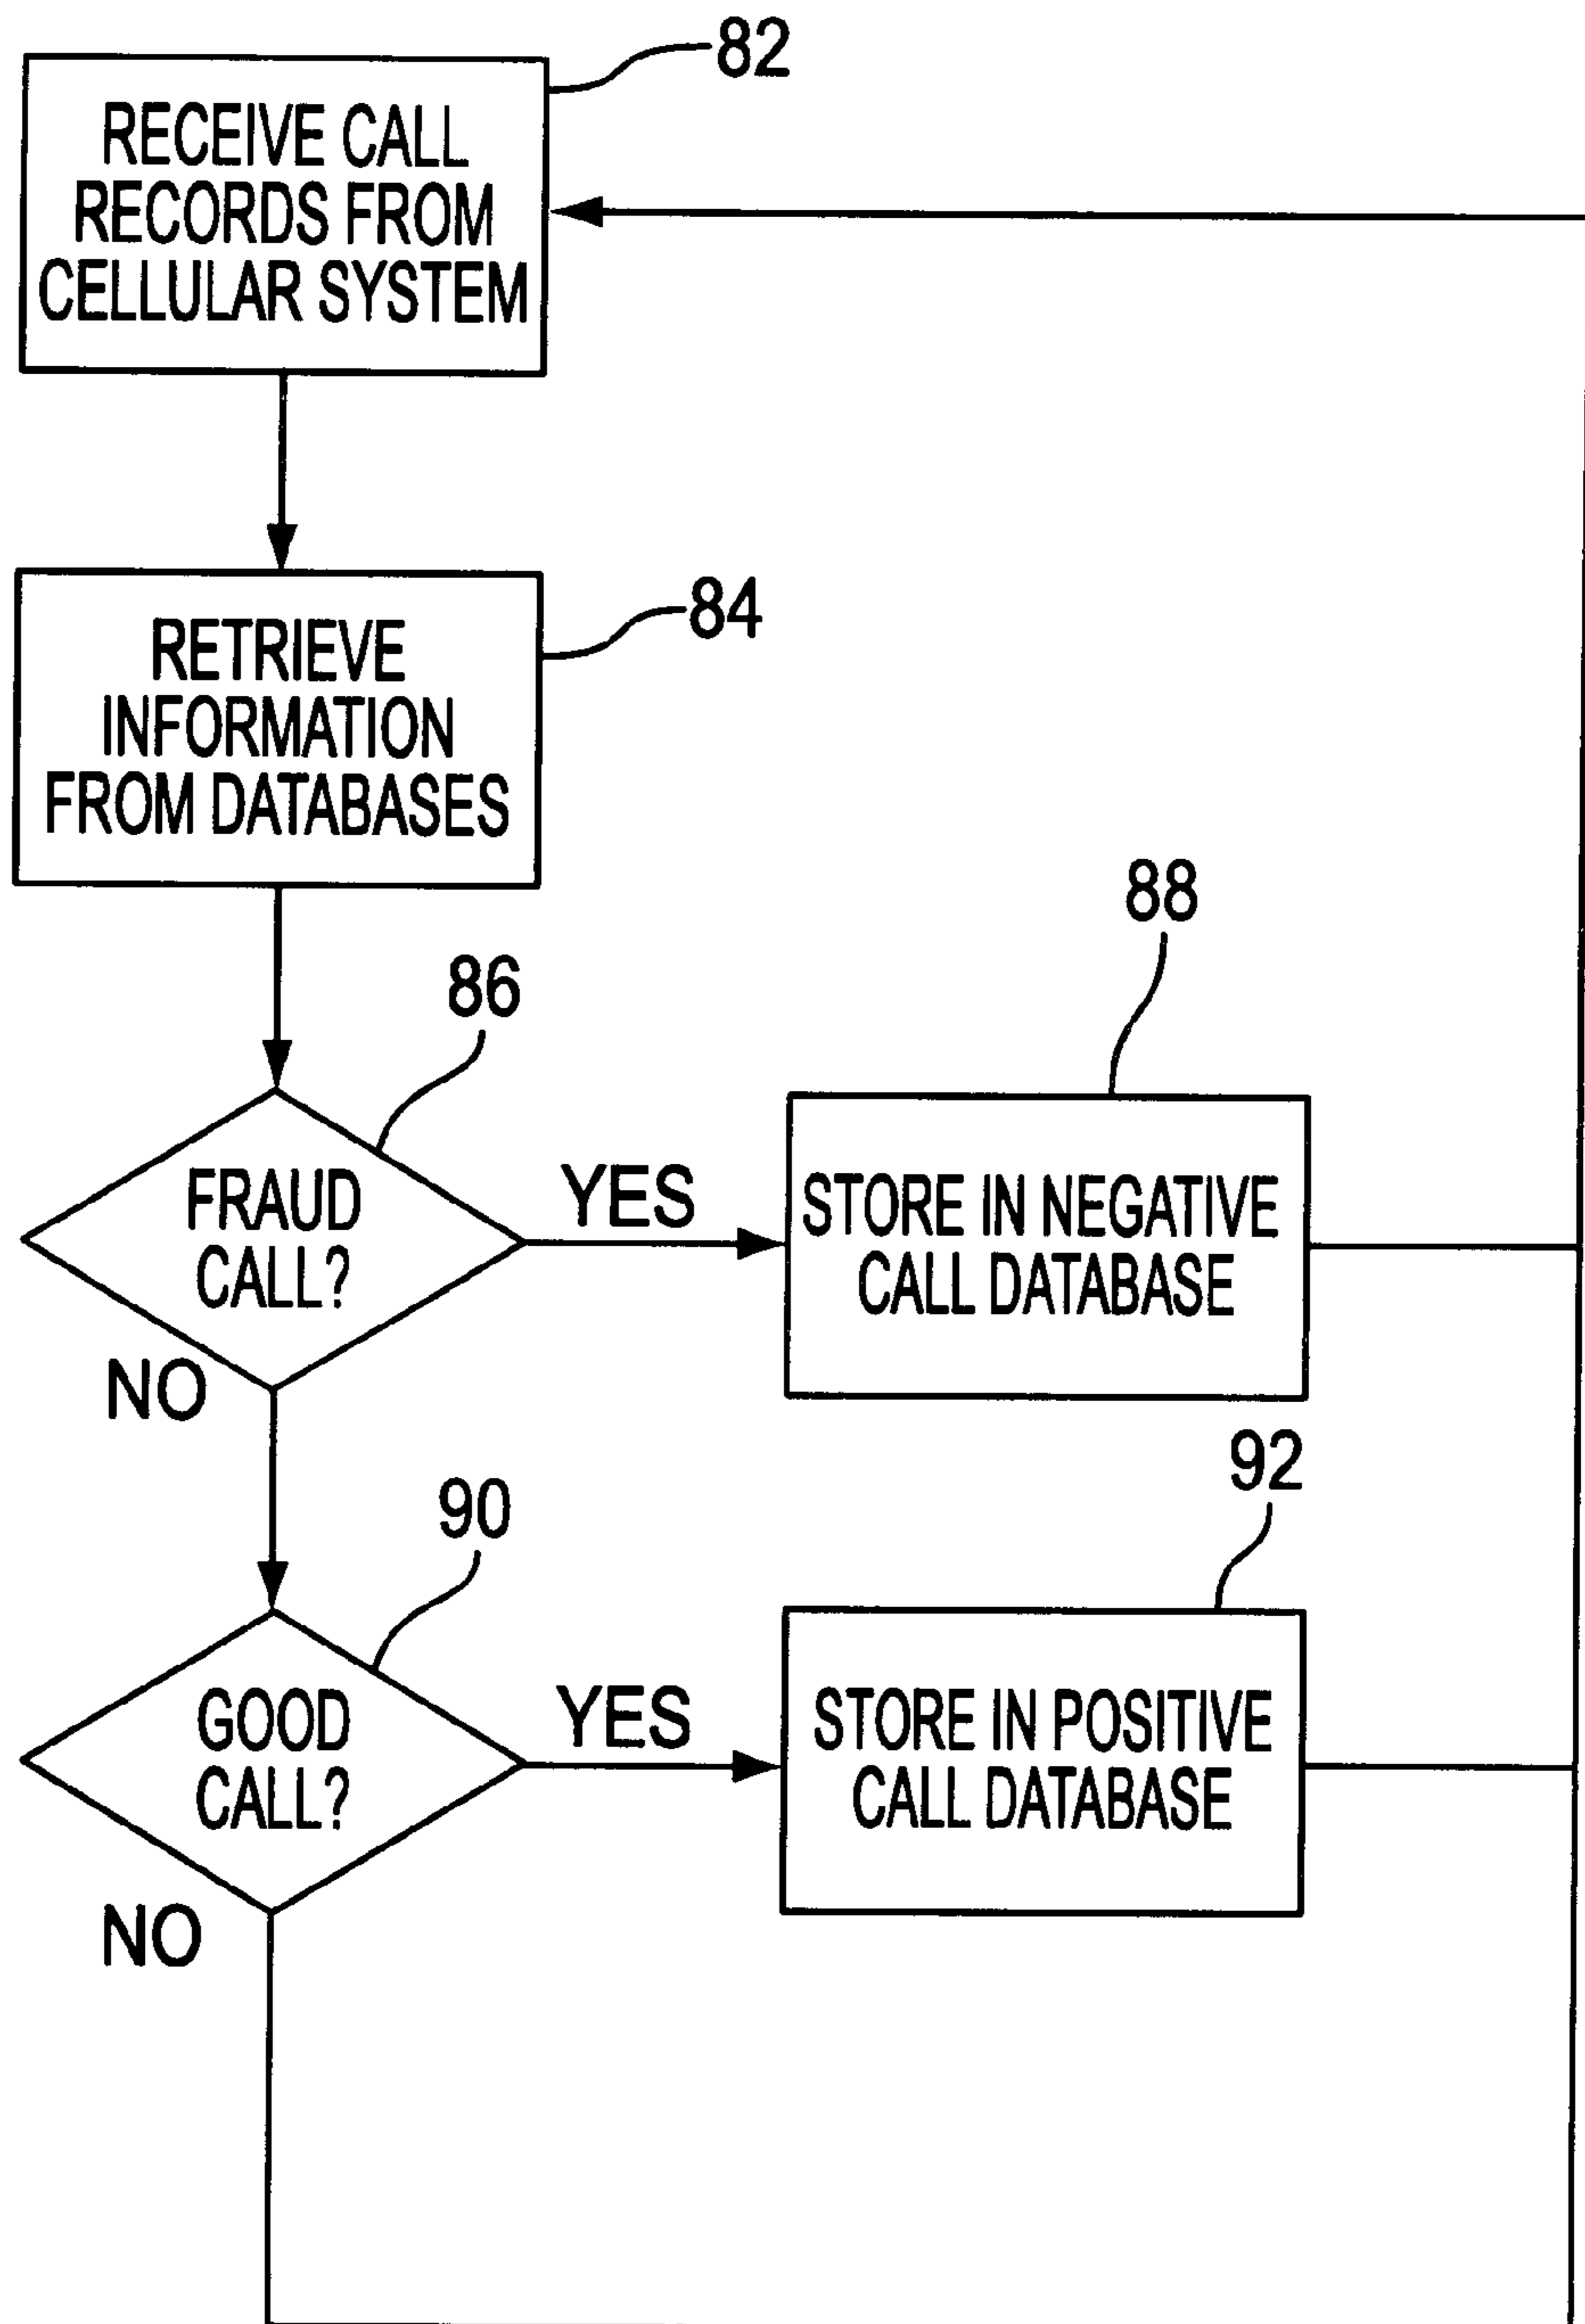 82
RECEIVE CALL
RECORDS FROM
CELLULAR SYSTEM
84
RETRIEVE
INFORMATION
FROM DATABASES
86
FRAUD
CALL?
YES
NO
88
STORE IN NEGATIVE
CALL DATABASE
90
GOOD
CALL?
YES
NO
92
STORE IN POSITIVE
CALL DATABASE